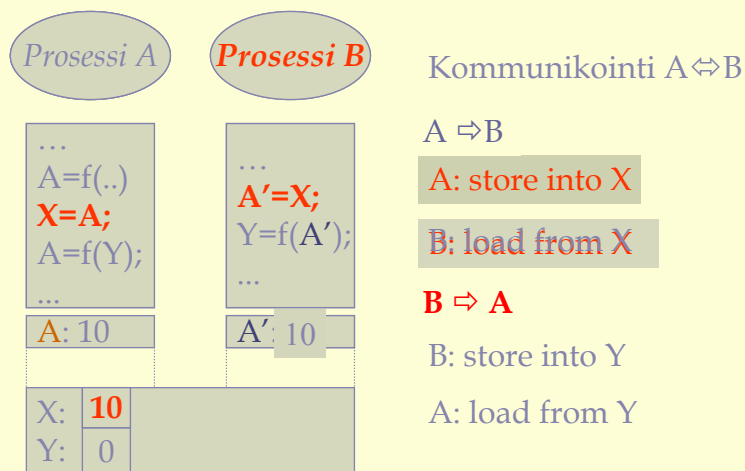 Prosessi A
Prosessi B
Kommunikointi A⇔B
…
A=f(..)
X=A;
A=f(Y);
...
A: 10
…
A'=X;
Y=f(A');
...
A': 10
X: 10
Y: 0
A ⇨B
A: store into X
B: load from X
B ⇨ A
B: store into Y
A: load from Y